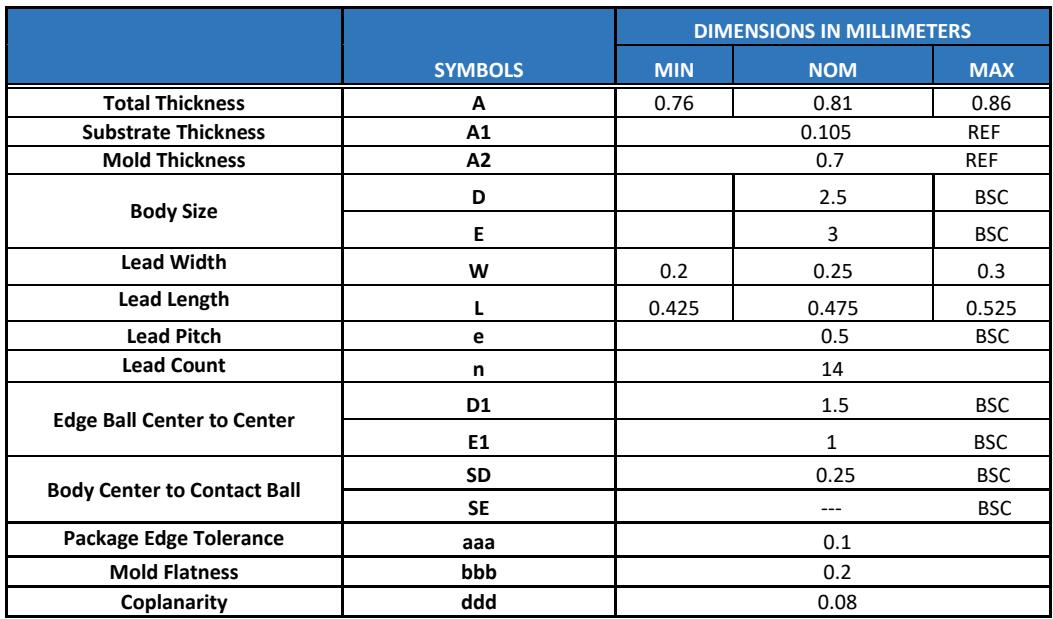 DIMENSIONS IN MILLIMETERS
SYMBOLS MIN NOM MAX
Total Thickness A 0.76 0.81 0.86
Substrate Thickness A1 0.105 REF
Mold Thickness A2 0.7 REF
Body Size
D 2.5 BSC
E 3 BSC
Lead Width W 0.2 0.25 0.3
Lead Length L 0.425 0.475 0.525
Lead Pitch e 0.5 BSC
Lead Count n 14
Edge Ball Center to Center
D1 1.5 BSC
E1 1 BSC
Body Center to Contact Ball
SD 0.25 BSC
SE --- BSC
Package Edge Tolerance aaa 0.1
Mold Flatness bbb 0.2
Coplanarity ddd 0.08